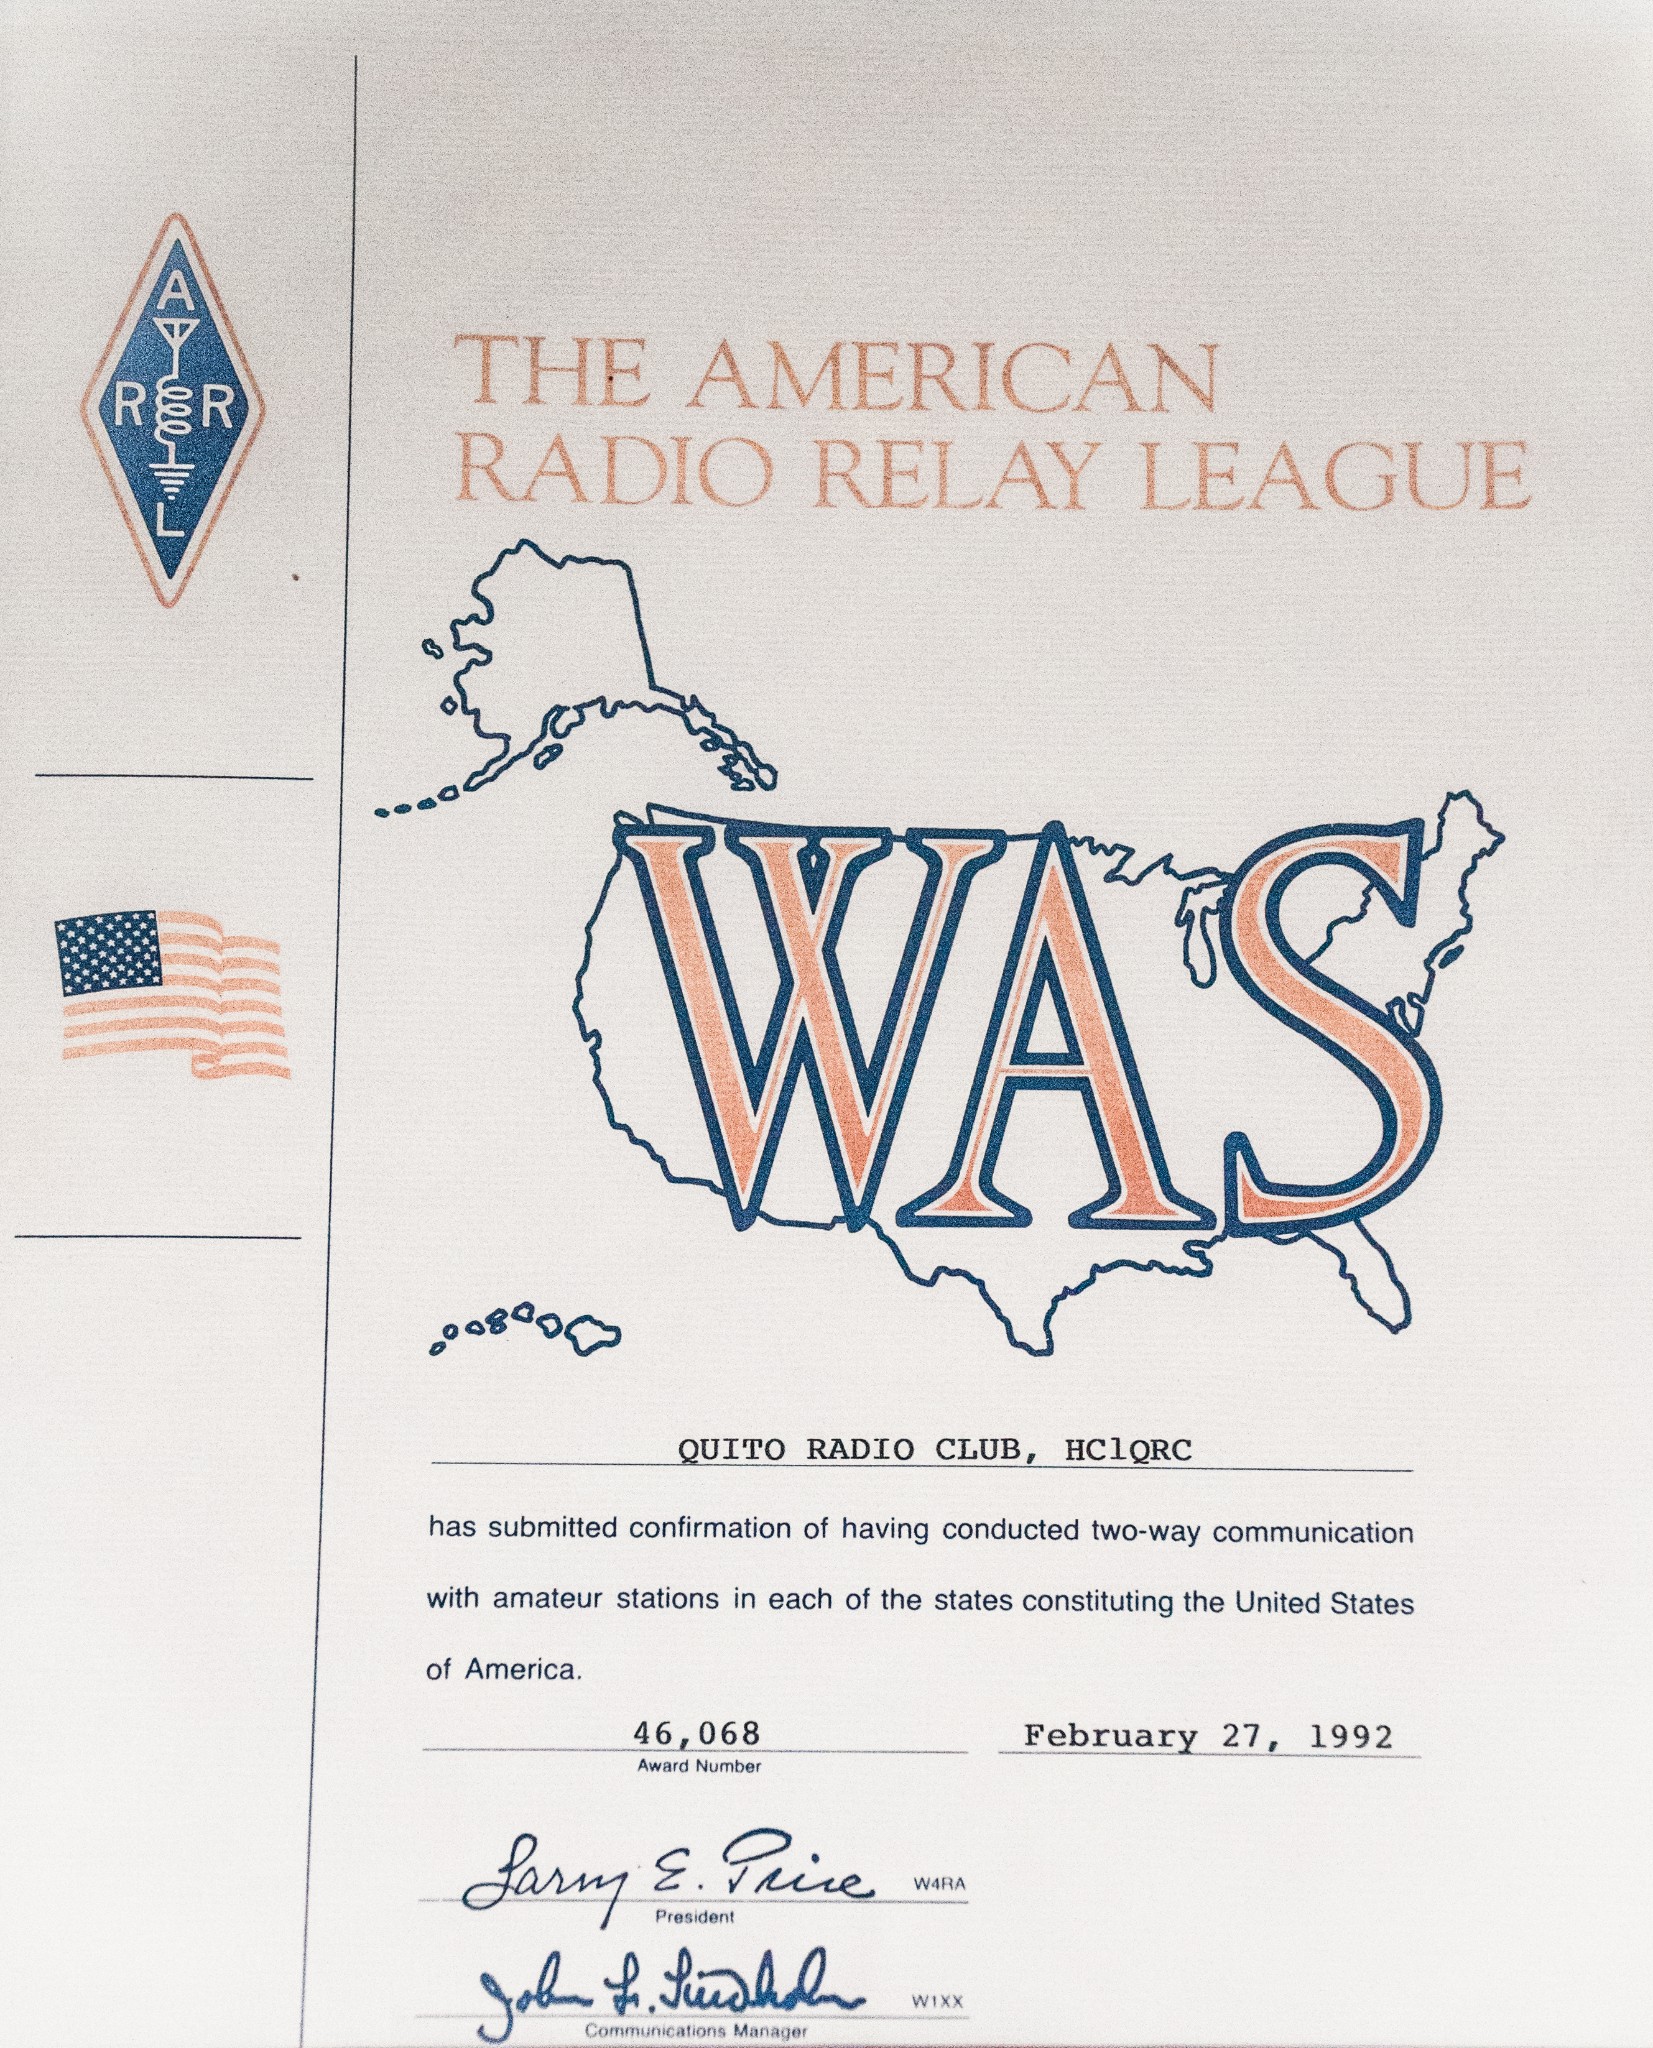 A
R R
L
THE AMERICAN
RADIO RELAY LEAGUE
WAS
QUITO RADIO CLUB, HC1QRC
has submitted confirmation of having conducted two-way communication
with amateur stations in each of the states constituting the United States
of America.
46,068 February 27, 1992
Award Number
Larry E. Price W4RA
President
John F. Lindholm W1XX
Communications Manager